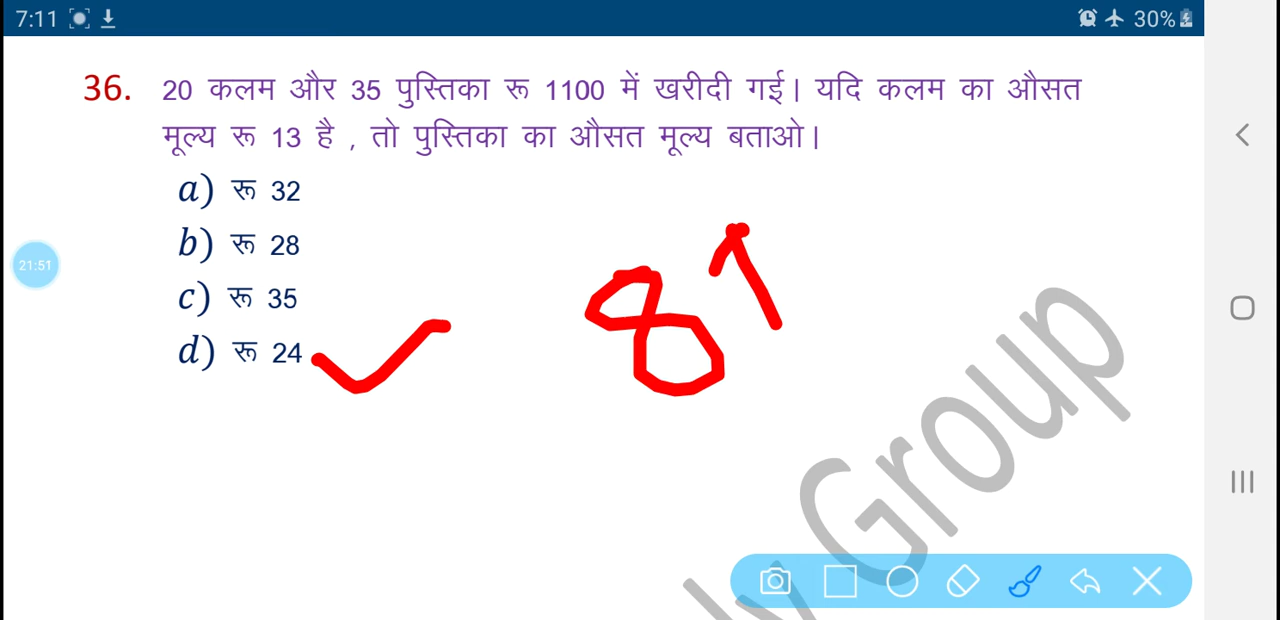 7:11 30%
36. 20 कलम और 35 पुस्तिका रू 1100 में खरीदी गई। यदि कलम का औसत
मूल्य रू 13 है , तो पुस्तिका का औसत मूल्य बताओ।
a) रू 32
b) रू 28
c) रू 35
d) रू 24
21:51
8
Group